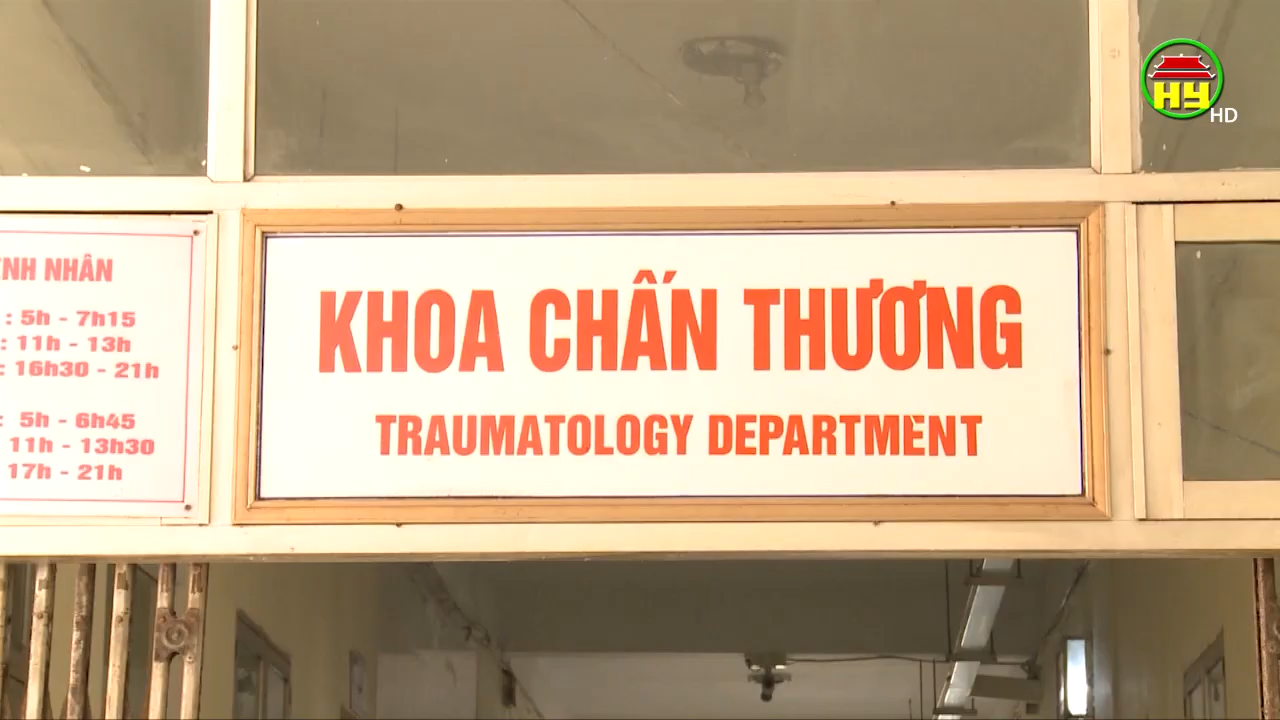 NHÂN
: 5h - 7h15
: 11h - 13h
: 16h30 - 21h
: 5h - 6h45
11h - 13h30
17h - 21h
KHOA CHẤN THƯƠNG
TRAUMATOLOGY DEPARTMENT
HY
HD